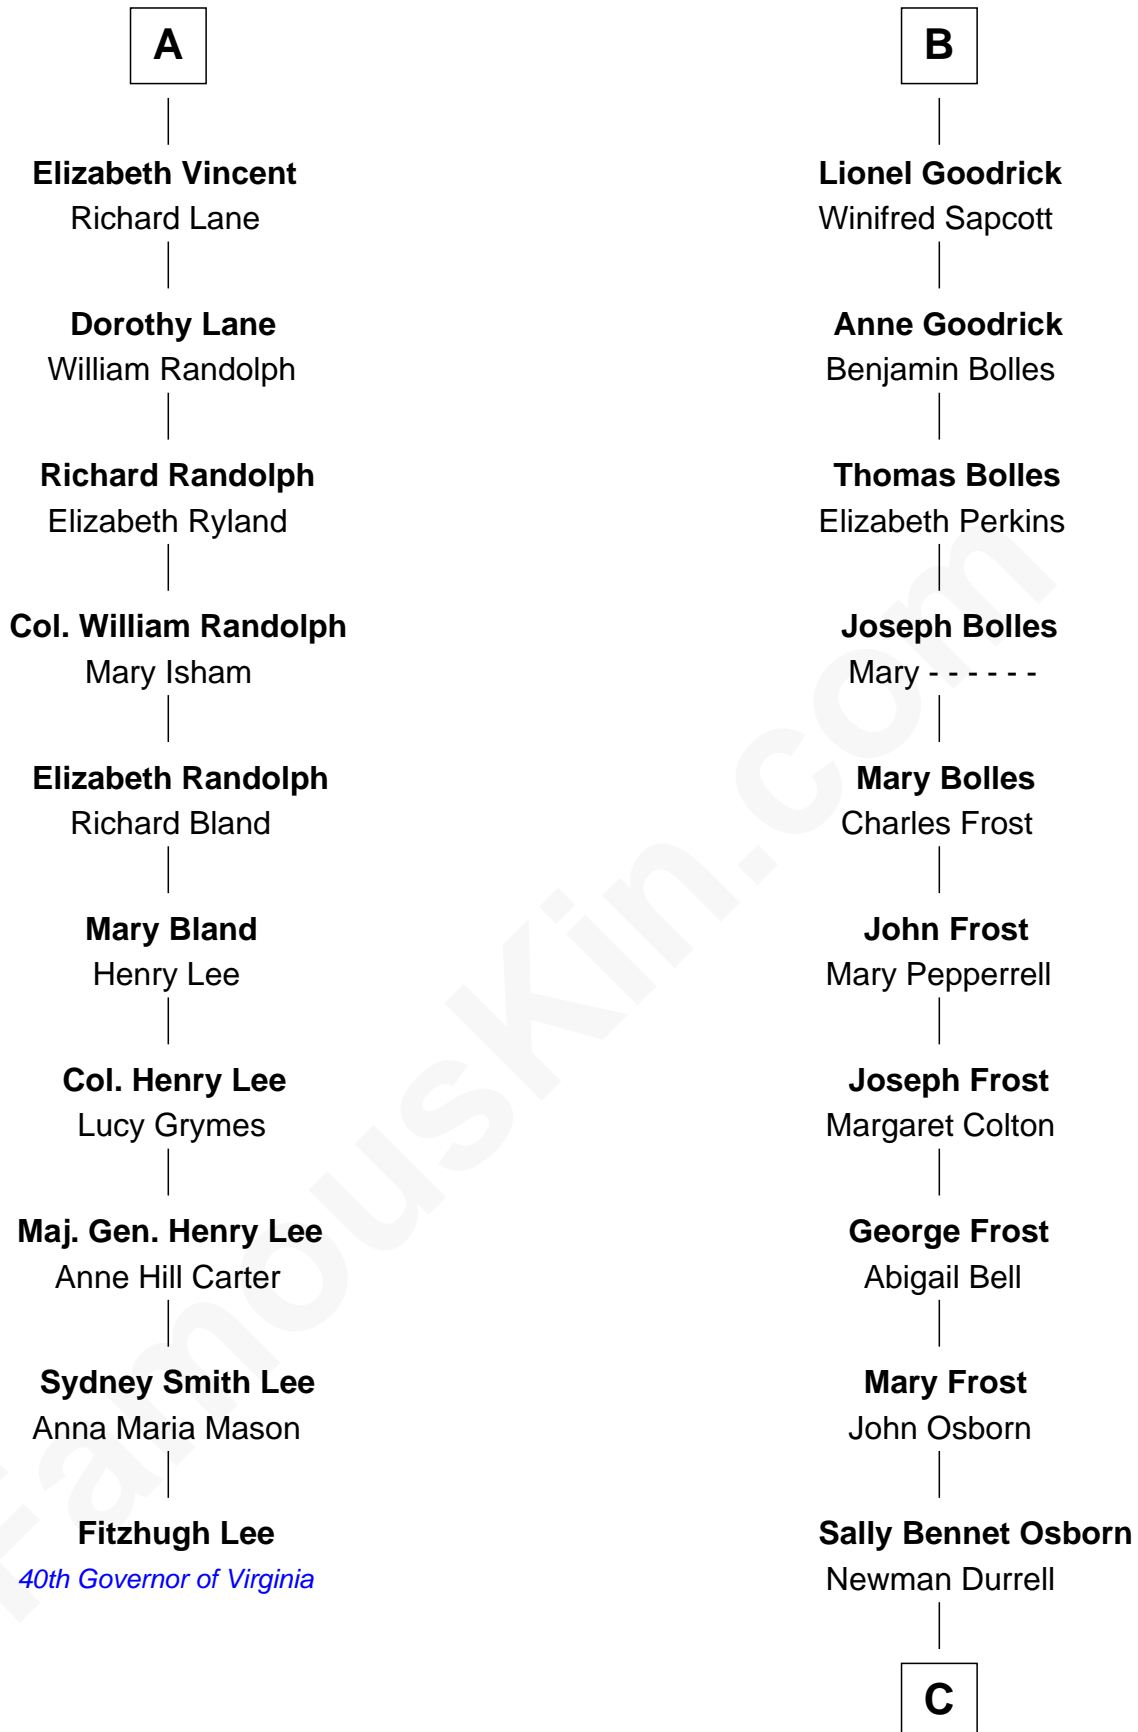 A
Elizabeth Vincent
Richard Lane
Dorothy Lane
William Randolph
Richard Randolph
Elizabeth Ryland
Col. William Randolph
Mary Isham
Elizabeth Randolph
Richard Bland
Mary Bland
Henry Lee
Col. Henry Lee
Lucy Grymes
Maj. Gen. Henry Lee
Anne Hill Carter
Sydney Smith Lee
Anna Maria Mason
Fitzhugh Lee
40th Governor of Virginia
B
Lionel Goodrick
Winifred Sapcott
Anne Goodrick
Benjamin Bolles
Thomas Bolles
Elizabeth Perkins
Joseph Bolles
Mary - - - - - -
Mary Bolles
Charles Frost
John Frost
Mary Pepperrell
Joseph Frost
Margaret Colton
George Frost
Abigail Bell
Mary Frost
John Osborn
Sally Bennet Osborn
Newman Durrell
C
FamousKin.com